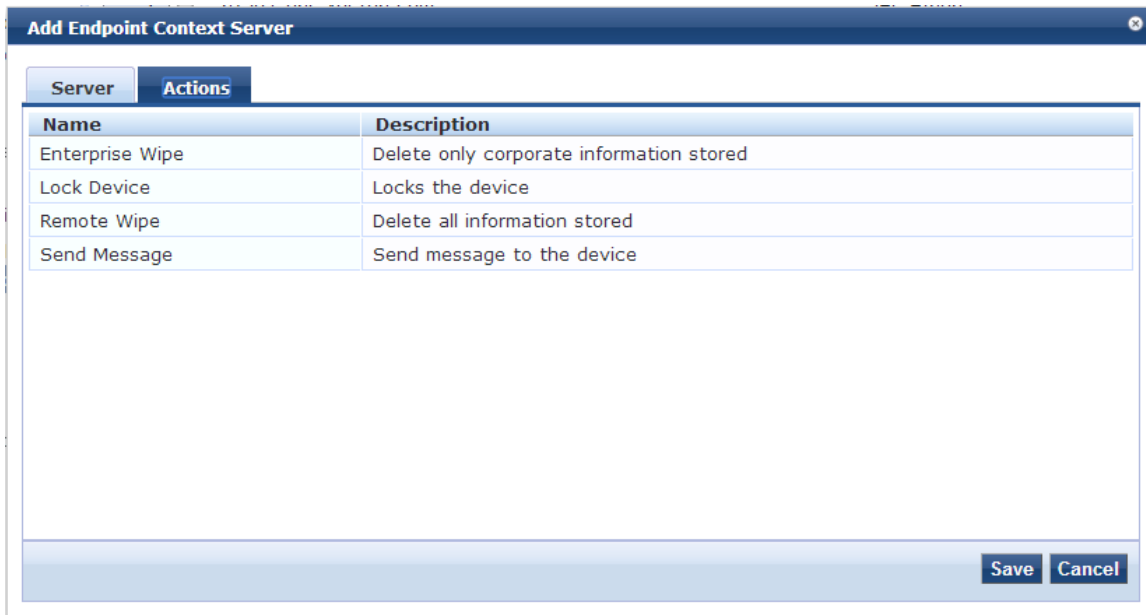 Add Endpoint Context Server
Server Actions
Name Description
Enterprise Wipe Delete only corporate information stored
Lock Device Locks the device
Remote Wipe Delete all information stored
Send Message Send message to the device
Save Cancel